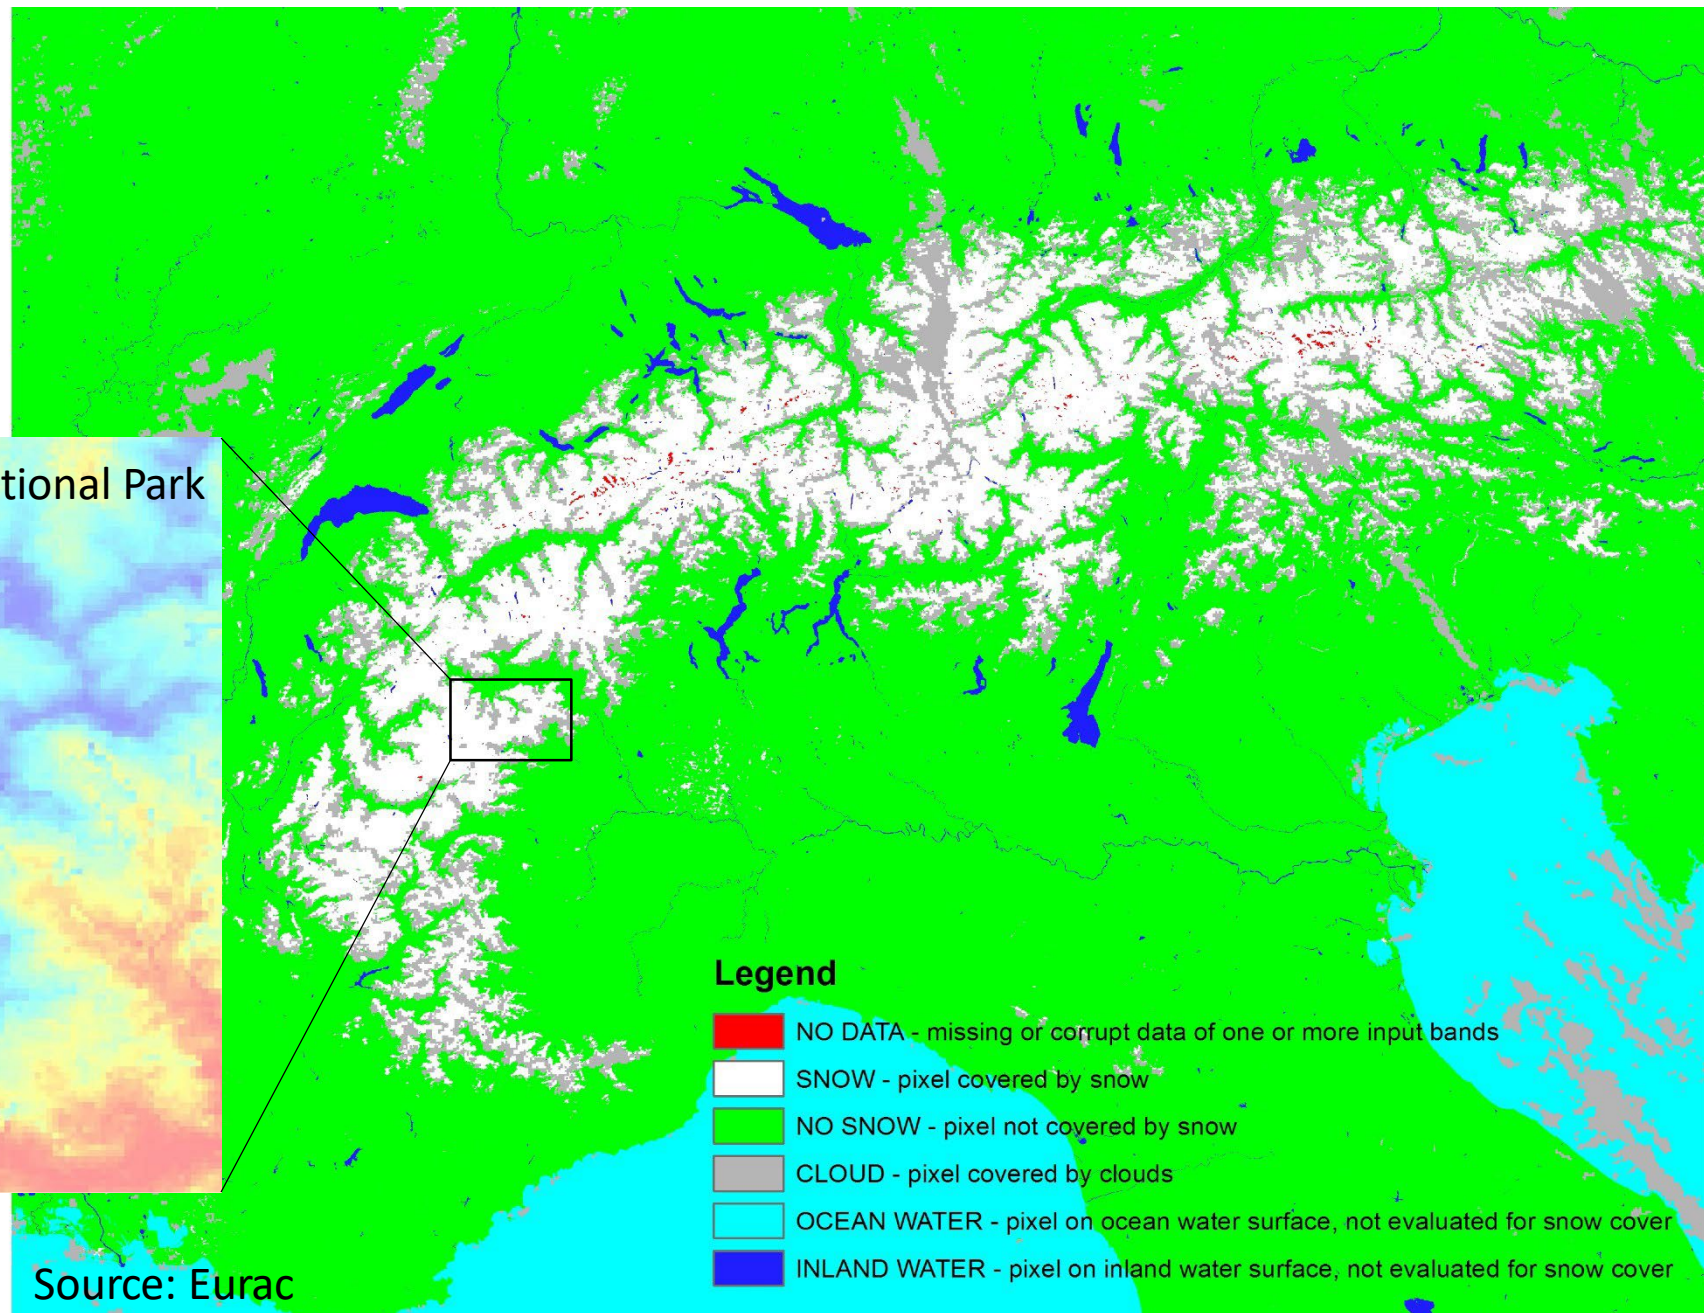 tional Park
Legend
NO DATA - missing or corrupt data of one or more input bands
SNOW - pixel covered by snow
NO SNOW - pixel not covered by snow
CLOUD - pixel covered by clouds
OCEAN WATER - pixel on ocean water surface, not evaluated for snow cover
INLAND WATER - pixel on inland water surface, not evaluated for snow cover
Source: Eurac